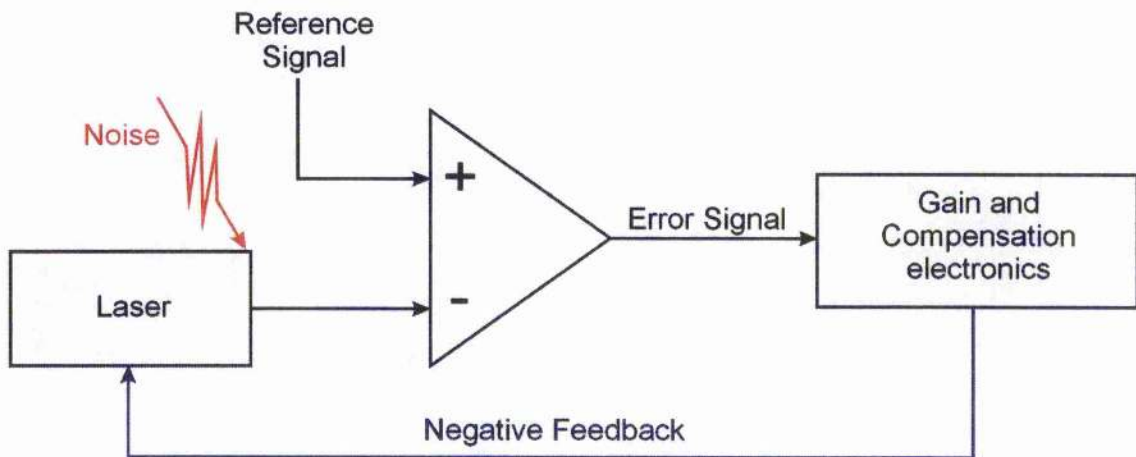 Reference
Signal
Noise
+
Error Signal
Gain and
Compensation
electronics
Laser
-
Negative Feedback